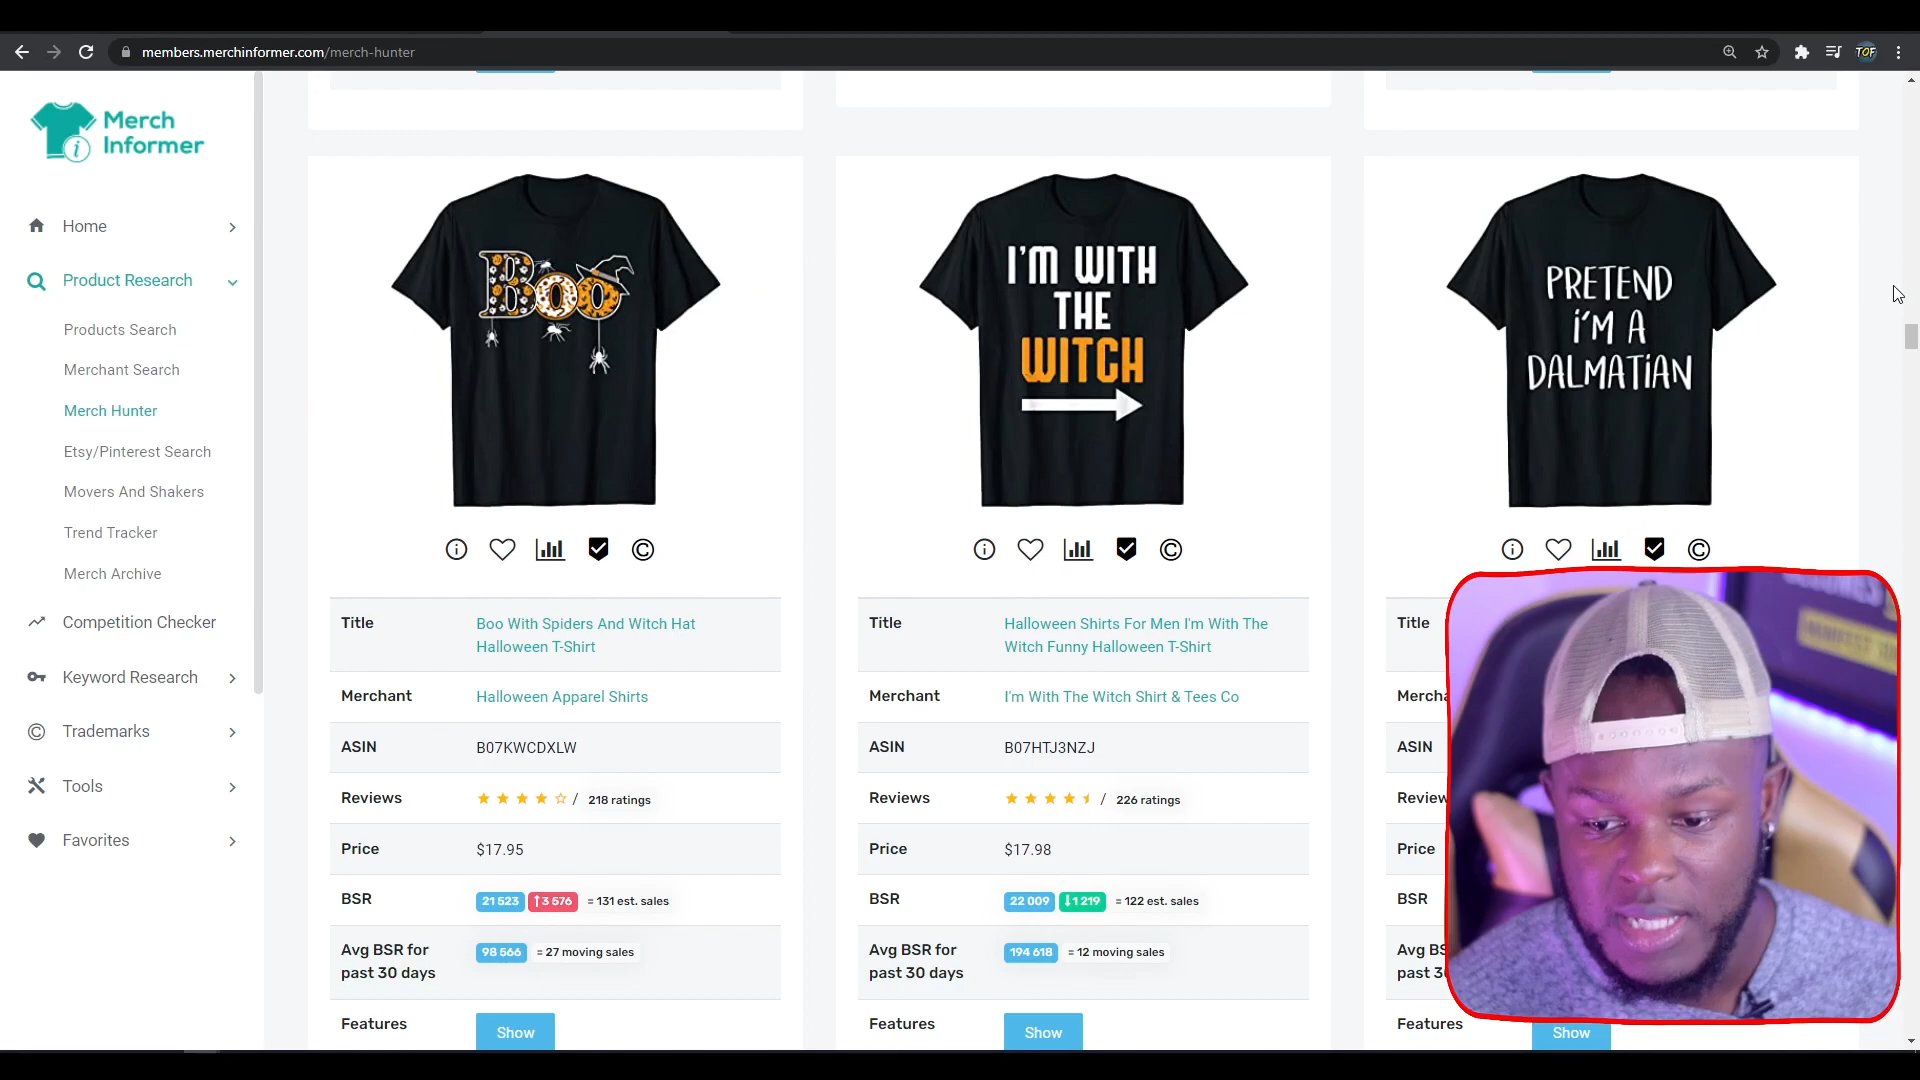 members.merchinformer.com/merch-hunter
TOF
Merch
Informer
Home
Product Research
Products Search
Merchant Search
Merch Hunter
Etsy/Pinterest Search
Movers And Shakers
Trend Tracker
Merch Archive
Competition Checker
Keyword Research
Trademarks
Tools
Favorites
BOO
Title
Boo With Spiders And Witch Hat
Halloween T-Shirt
Merchant
Halloween Apparel Shirts
ASIN
B07KWCDXLW
Reviews
/ 218 ratings
Price
$17.95
BSR
21 523 ↑3 576 = 131 est. sales
Avg BSR for
past 30 days
98 566 = 27 moving sales
Features
Show
I'M WITH
THE
WITCH
Title
Halloween Shirts For Men I'm With The
Witch Funny Halloween T-Shirt
Merchant
I'm With The Witch Shirt & Tees Co
ASIN
B07HTJ3NZJ
Reviews
/ 226 ratings
Price
$17.98
BSR
22 009 ↓1 219 = 122 est. sales
Avg BSR for
past 30 days
194 618 = 12 moving sales
Features
Show
PRETEND
I'M A
DALMATIAN
Title
Mercha
ASIN
Review
Price
BSR
Avg BS
past 30
Features
Show